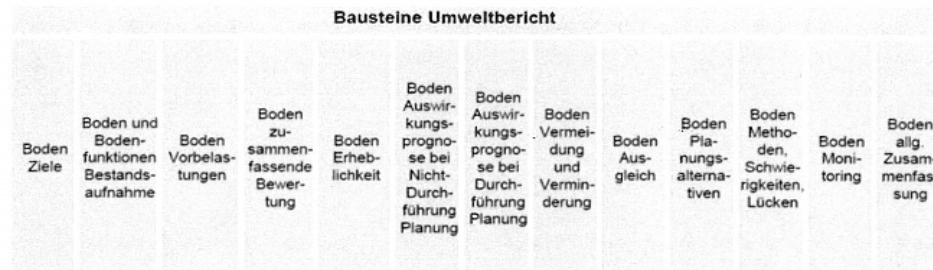 Bausteine Umweltbericht
Boden
Ziele
Boden und
Boden-
funktionen
Bestands-
aufnahme
Boden
Vorbelas-
tungen
Boden
zu-
sammen-
fassende
Bewer-
tung
Boden
Erheb-
lichkeit
Boden
Auswir-
kungs-
progno-
se bei
Nicht-
Durch-
führung
Planung
Boden
Auswir-
kungs-
progno-
se bei
Durch-
führung
Planung
Boden
Vermei-
dung
und
Vermin-
derung
Boden
Aus-
gleich
Boden
Pla-
nungs-
alterna-
tiven
Boden
Metho-
den,
Schwie-
rigkeiten,
Lücken
Boden
Moni-
toring
Boden
allg.
Zusam-
menfas-
sung